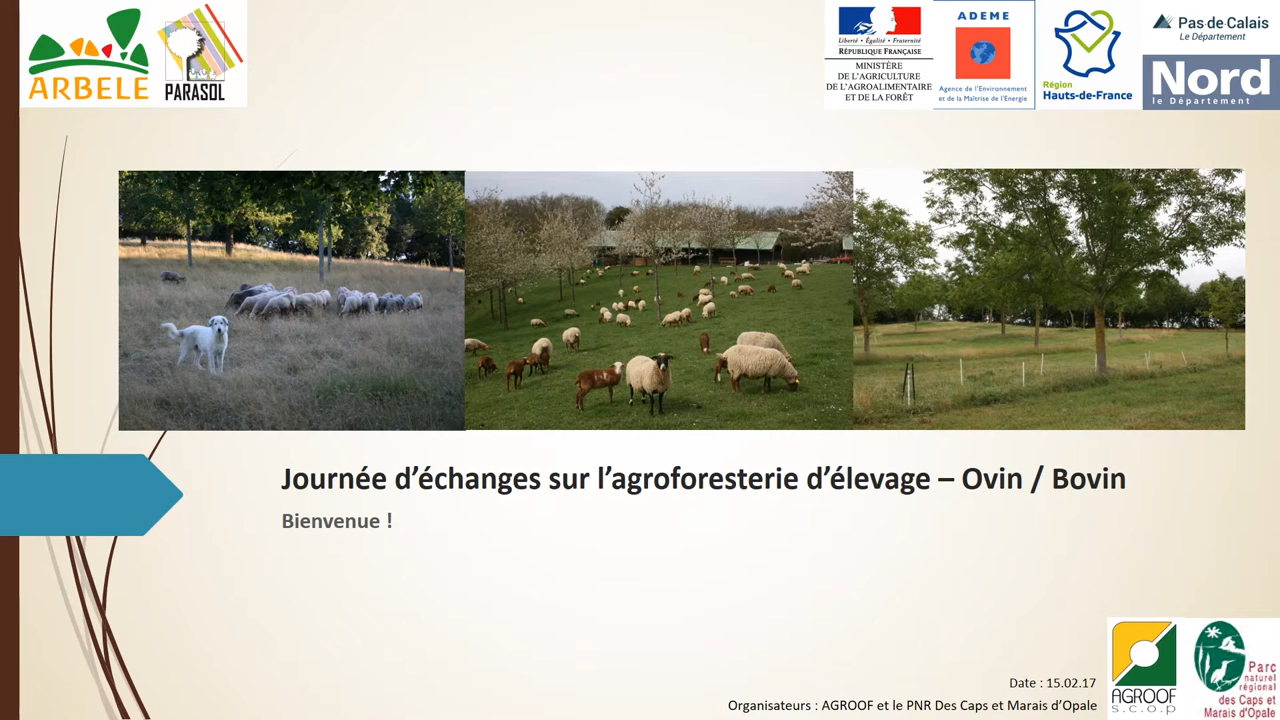 ARBELE
PARASOL
Liberté • Égalité • Fraternité
RÉPUBLIQUE FRANÇAISE
MINISTÈRE
DE L'AGRICULTURE
DE L'AGROALIMENTAIRE
ET DE LA FORÊT
ADEME
Agence de l'Environnement
et de la Maîtrise de l'Energie
Région
Hauts-de-France
Pas-de-Calais
Le Département
Nord
le Département
Journée d’échanges sur l’agroforesterie d’élevage – Ovin / Bovin
Bienvenue !
Date : 15.02.17
Organisateurs : AGROOF et le PNR Des Caps et Marais d’Opale
AGROOF
s.c.o.p
Parc
naturel
régional
des Caps et
Marais d'Opale